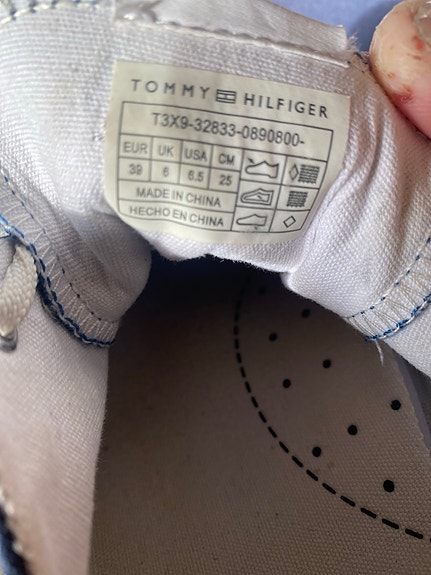 TOMMY HILFIGER
T3X9-32833-0890800-
EUR UK USA CM
39 6 6.5 25
MADE IN CHINA
HECHO EN CHINA